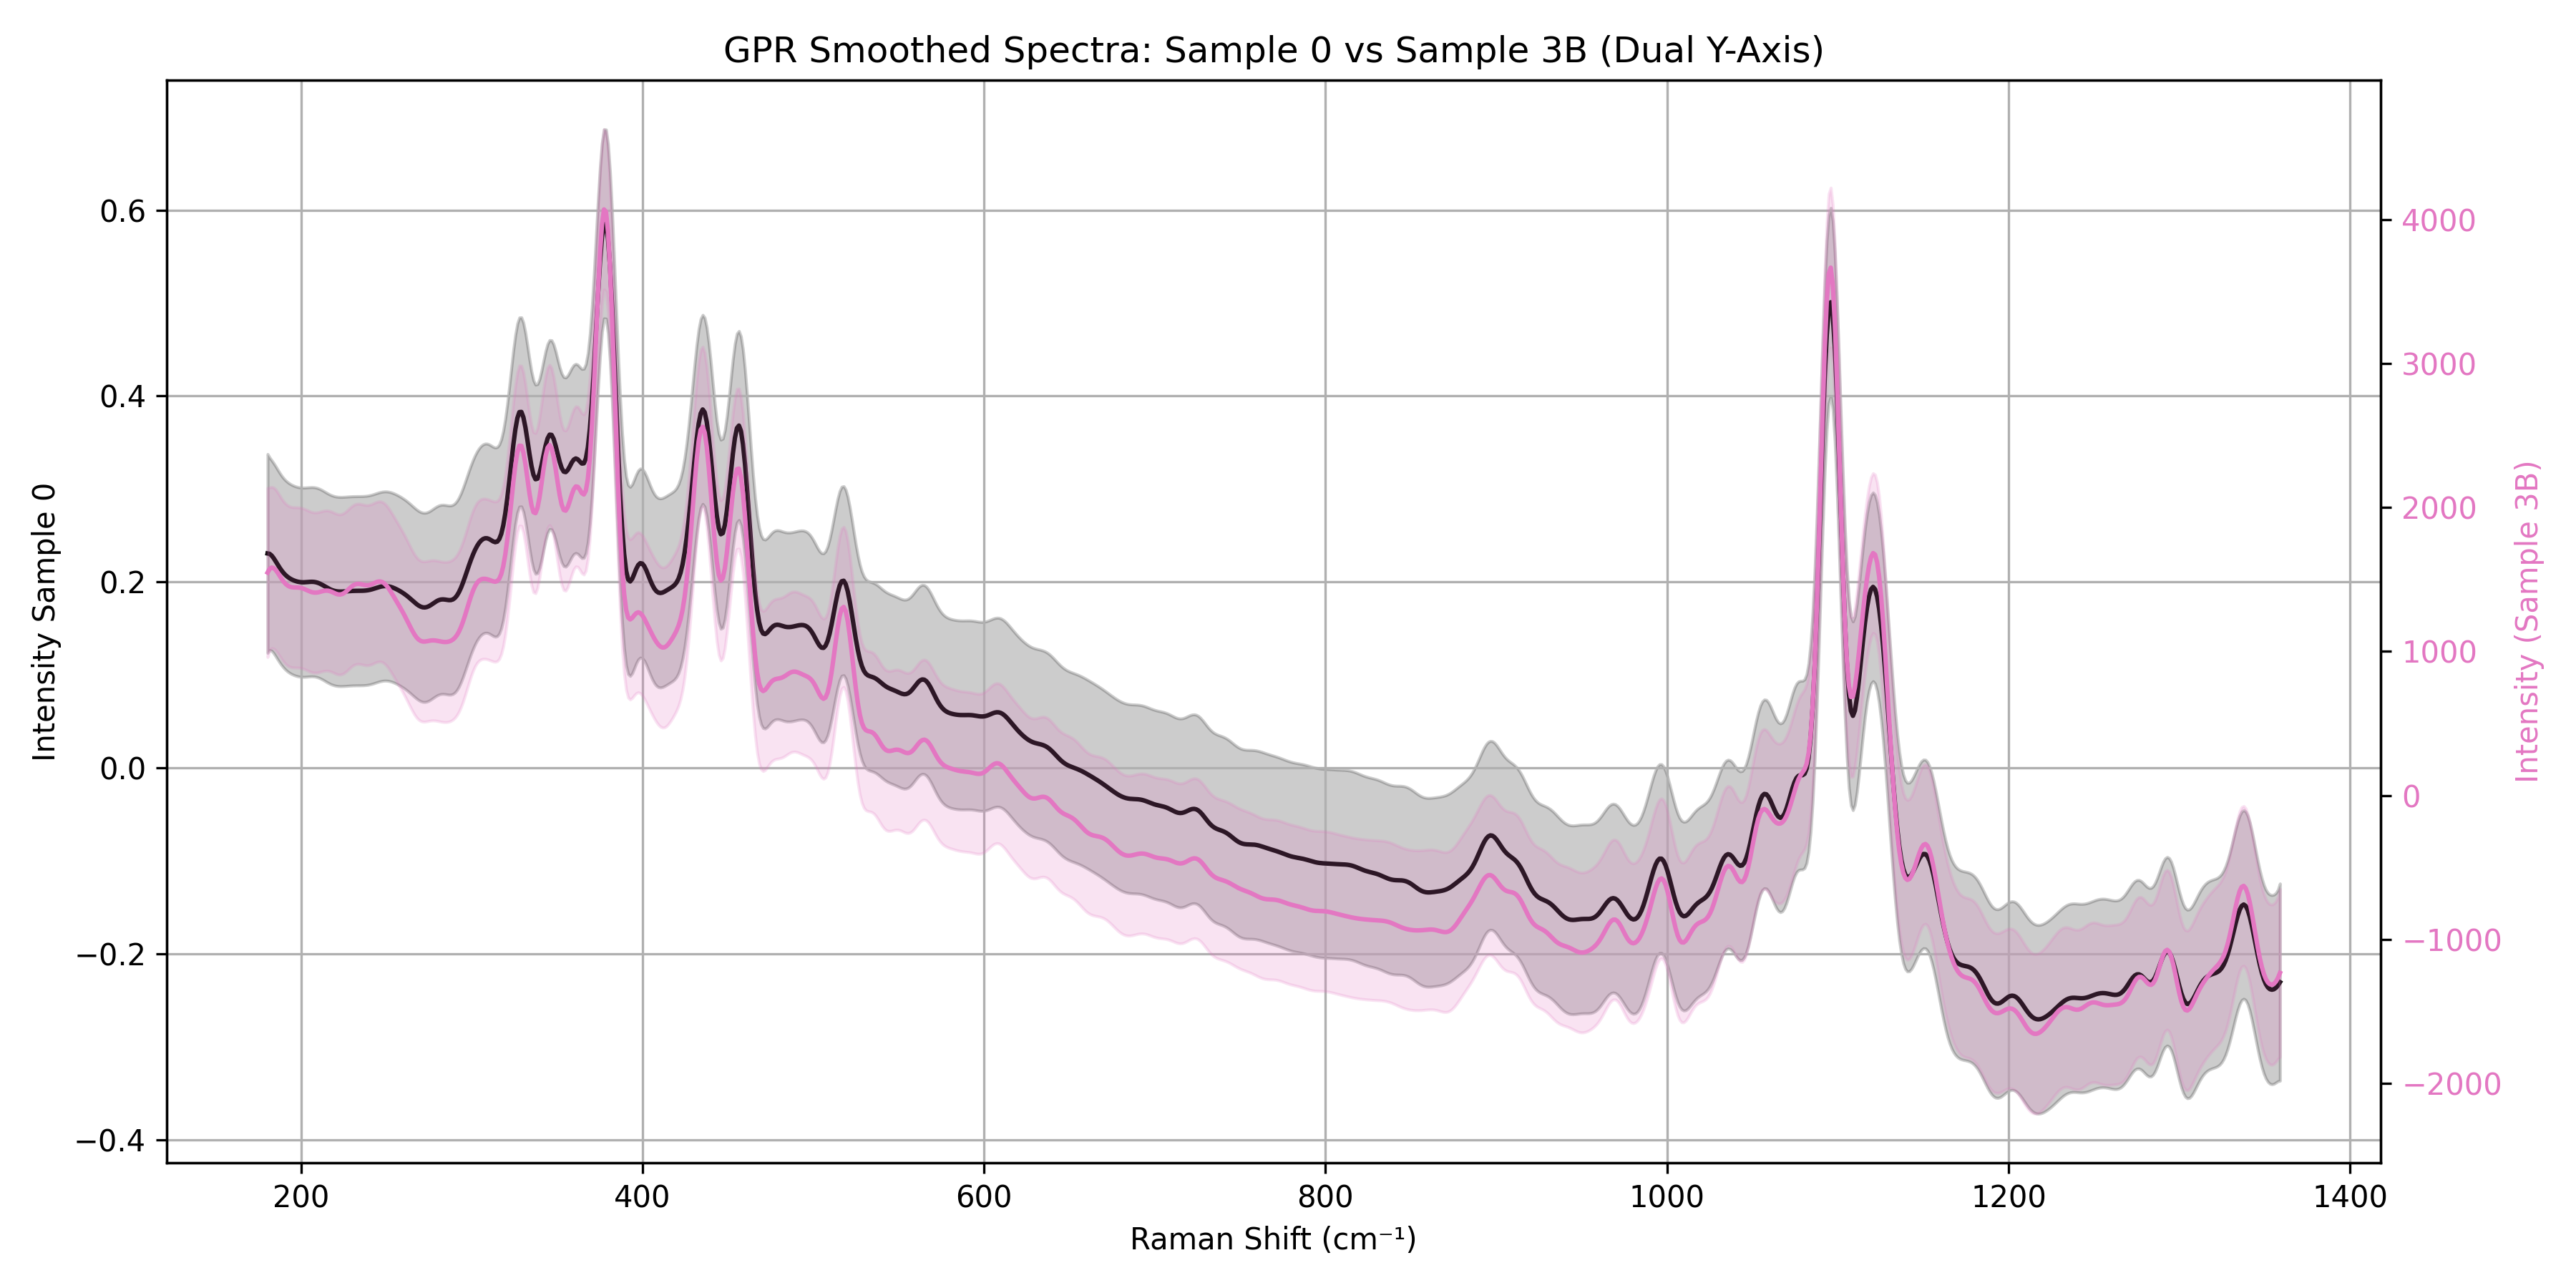 GPR Smoothed Spectra: Sample 0 vs Sample 3B (Dual Y-Axis)
Intensity Sample 0
0.6
0.4
0.2
0.0
−0.2
−0.4
4000
3000
2000
1000
0
−1000
−2000
Intensity (Sample 3B)
200 400 600 800 1000 1200 1400
Raman Shift (cm⁻¹)